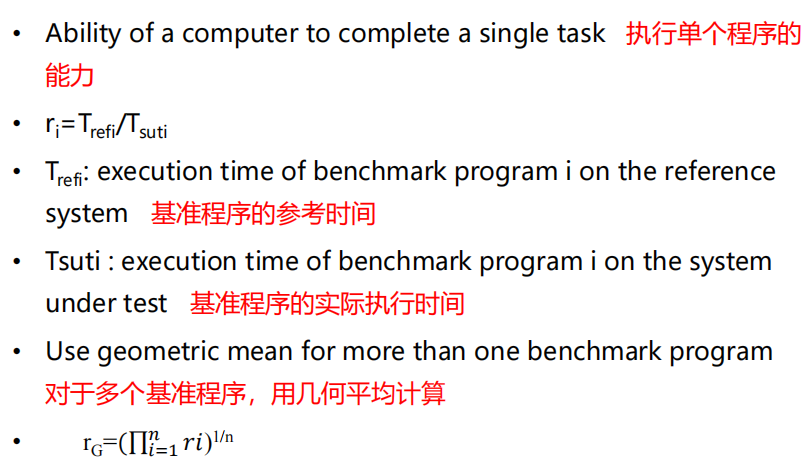 • Ability of a computer to complete a single task 执行单个程序的
能力
• rᵢ=Tᵣₑfᵢ/Tₛᵤₜᵢ
• Tᵣₑfᵢ: execution time of benchmark program i on the reference
system 基准程序的参考时间
• Tsuti : execution time of benchmark program i on the system
under test 基准程序的实际执行时间
• Use geometric mean for more than one benchmark program
对于多个基准程序，用几何平均计算
• r_G=(∏ⁿᵢ₌₁ ri)^1/n